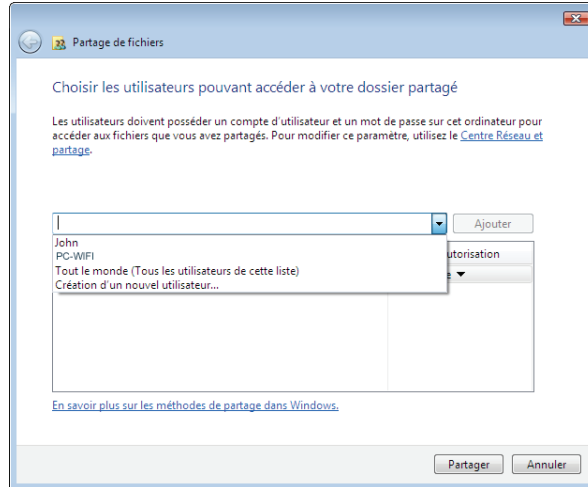 Partage de fichiers
Choisir les utilisateurs pouvant accéder à votre dossier partagé
Les utilisateurs doivent posséder un compte d'utilisateur et un mot de passe sur cet ordinateur pour
accéder aux fichiers que vous avez partagés. Pour modifier ce paramètre, utilisez le Centre Réseau et
partage.
Ajouter
John
PC-WIFI
Tout le monde (Tous les utilisateurs de cette liste)
Création d'un nouvel utilisateur...
utorisation
En savoir plus sur les méthodes de partage dans Windows.
Partager Annuler